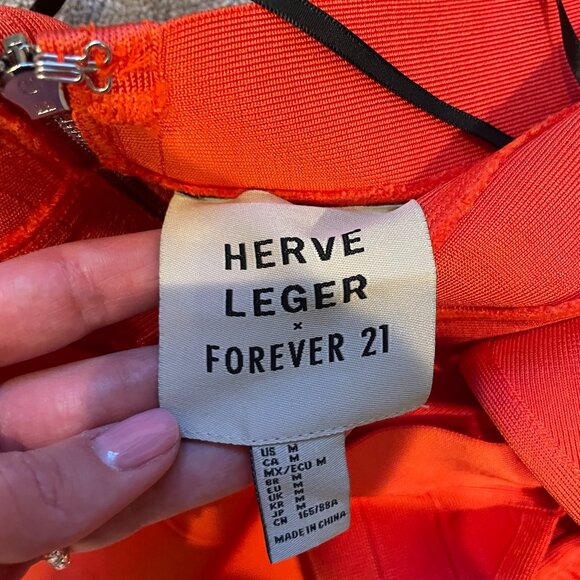 HERVE
LEGER
×
FOREVER 21
US M
CA M
MX/ECU M
BR M
EU M
UK M
KR M
JP M
CN 165/88A
MADE IN CHINA